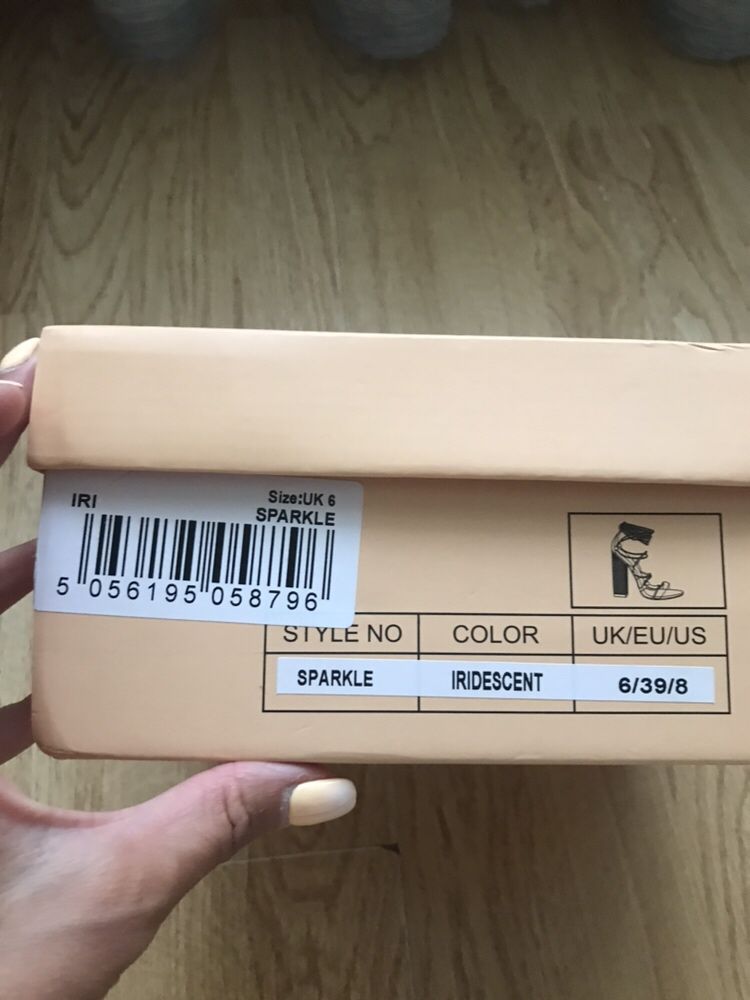 IRI
Size:UK 6
SPARKLE
5 056195 058796
STYLE NO COLOR UK/EU/US
SPARKLE IRIDESCENT 6/39/8